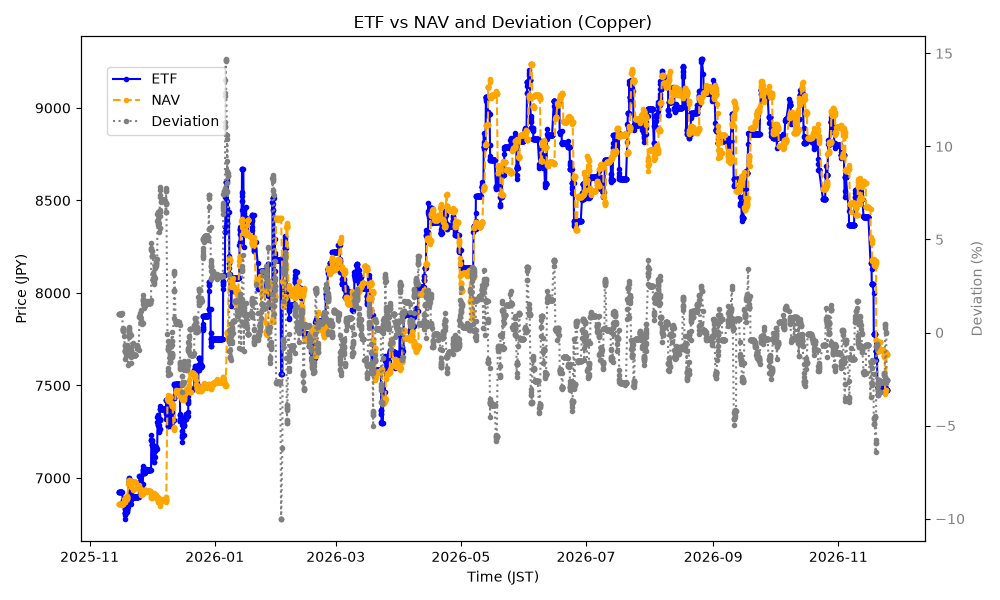 ETF vs NAV and Deviation (Copper)
ETF
NAV
Deviation
Price (JPY)
9000
8500
8000
7500
7000
15
10
5
0
−5
−10
Deviation (%)
2025-11
2026-01
2026-03
2026-05
2026-07
2026-09
2026-11
Time (JST)